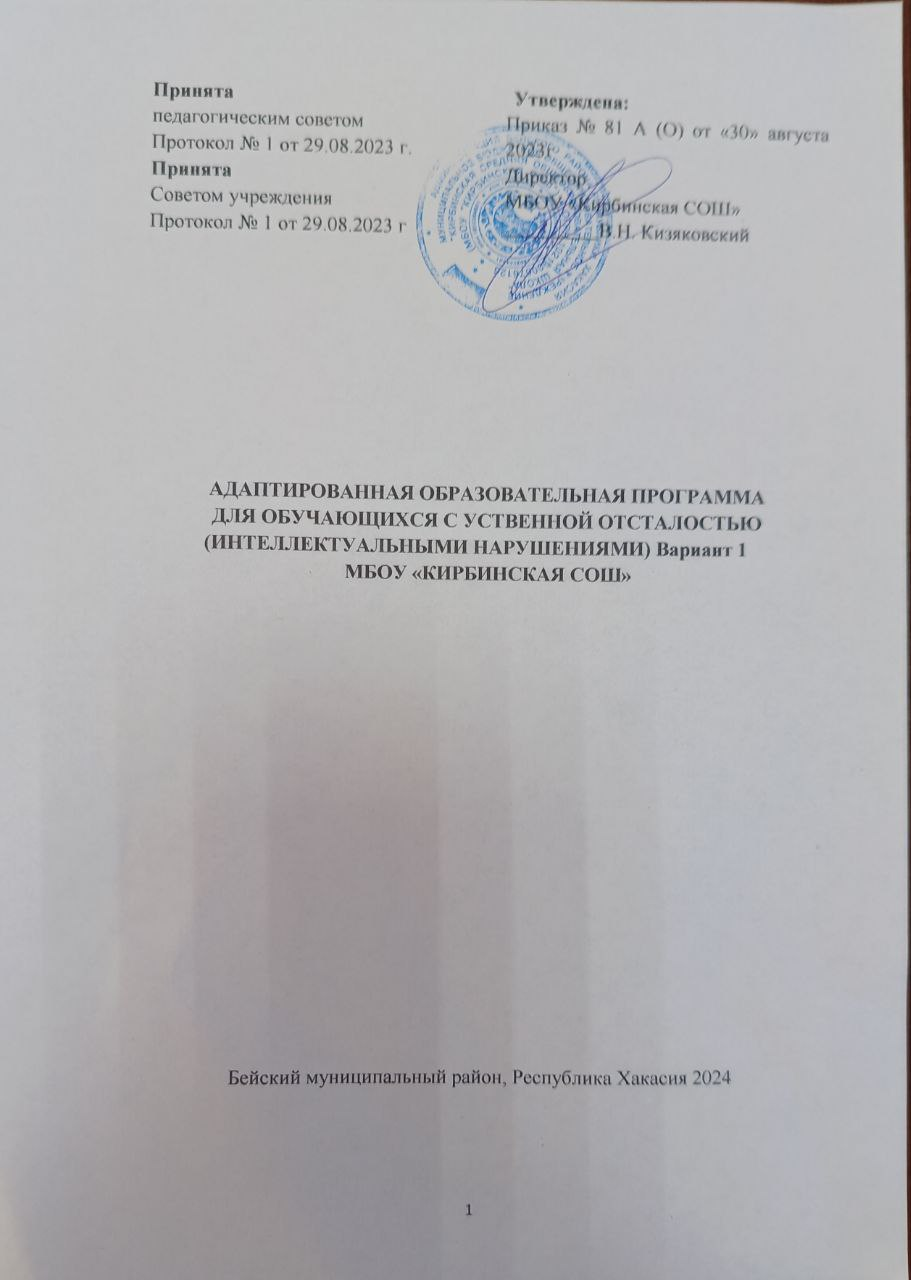 Принята
педагогическим советом
Протокол № 1 от 29.08.2023 г.
Принята
Советом учреждения
Протокол № 1 от 29.08.2023 г
Утверждена:
Приказ № 81 А (О) от «30» августа
2023г
Директор
МБОУ «Кирбинская СОШ»
В.Н. Кизяковский
АДАПТИРОВАННАЯ ОБРАЗОВАТЕЛЬНАЯ ПРОГРАММА
ДЛЯ ОБУЧАЮЩИХСЯ С УСТВЕННОЙ ОТСТАЛОСТЬЮ
(ИНТЕЛЛЕКТУАЛЬНЫМИ НАРУШЕНИЯМИ) Вариант 1
МБОУ «КИРБИНСКАЯ СОШ»
Бейский муниципальный район, Республика Хакасия 2024
1